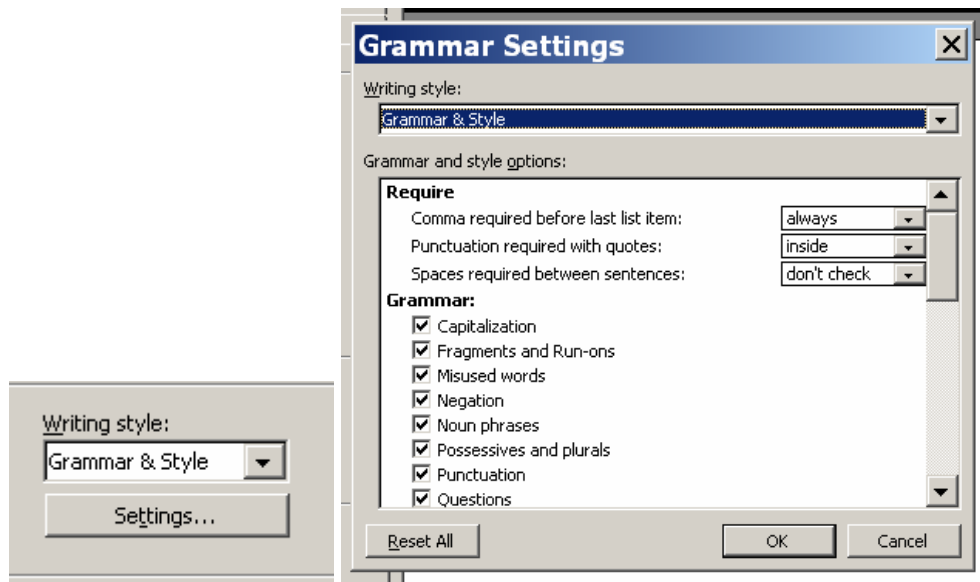 Writing style:
Grammar & Style
Settings...
Grammar Settings
Writing style:
Grammar & Style
Grammar and style options:
Require
Comma required before last list item: always
Punctuation required with quotes: inside
Spaces required between sentences: don't check
Grammar:
Capitalization
Fragments and Run-ons
Misused words
Negation
Noun phrases
Possessives and plurals
Punctuation
Questions
Reset All OK Cancel